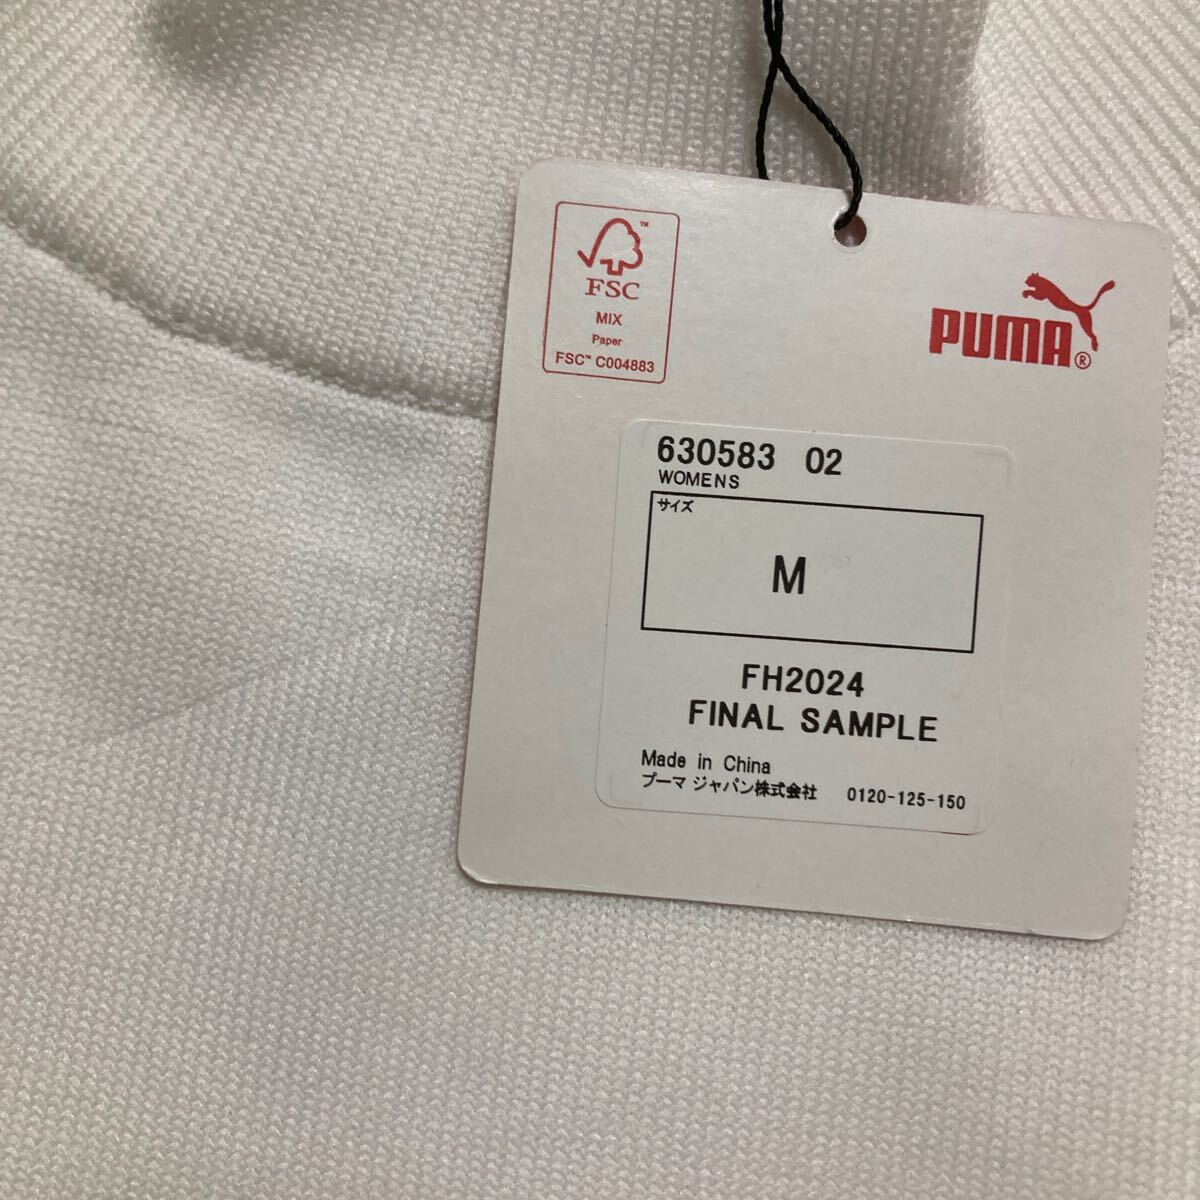 FSC™
MIX
Paper
FSC™ C004883
PUMA®
630583 02
WOMENS
サイズ
M
FH2024
FINAL SAMPLE
Made in China
プーマ ジャパン株式会社 0120-125-150